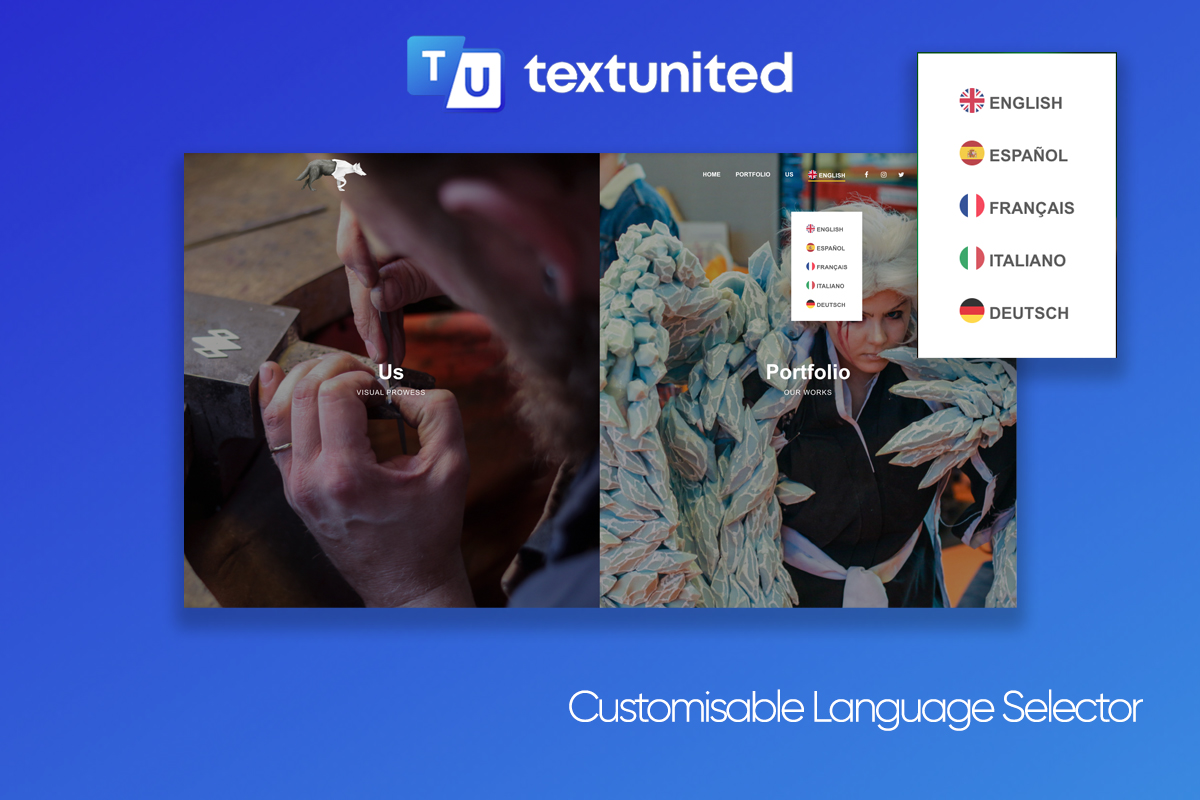 TU textunited
HOME PORTFOLIO US ENGLISH
ENGLISH
ESPAÑOL
FRANÇAIS
ITALIANO
DEUTSCH
Us
VISUAL PROWESS
Portfolio
OUR WORKS
ENGLISH
ESPAÑOL
FRANÇAIS
ITALIANO
DEUTSCH
Customisable Language Selector